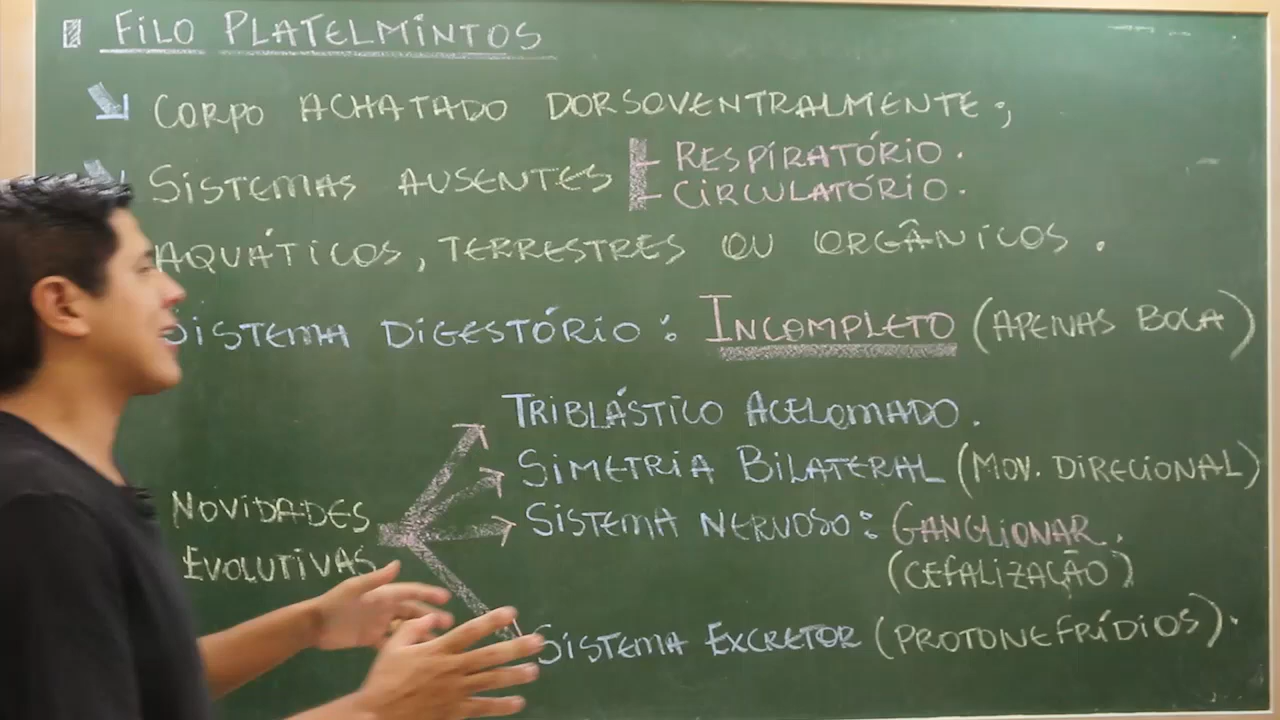 FILO PLATELMINTOS
CORPO ACHATADO DORSOVENTRALMENTE;
SISTEMAS AUSENTES
- RESPIRATÓRIO.
- CIRCULATÓRIO.
AQUÁTICOS, TERRESTRES OU ORGÂNICOS.
SISTEMA DIGESTÓRIO: INCOMPLETO (APENAS BOCA)
NOVIDADES
EVOLUTIVAS
TRIBLÁSTICO ACELOMADO.
SIMETRIA BILATERAL (MOV. DIRECIONAL)
SISTEMA NERVOSO: GANGLIONAR.
(CEFALIZAÇÃO)
SISTEMA EXCRETOR (PROTONEFRÍDIOS).